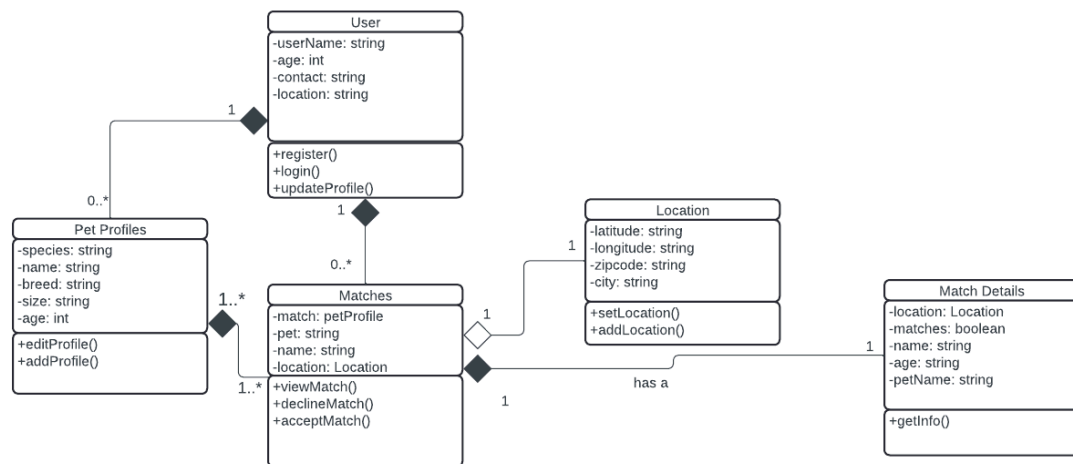 User
-userName: string
-age: int
-contact: string
-location: string
+register()
+login()
+updateProfile()
1
0..*
1
0..*
Pet Profiles
-species: string
-name: string
-breed: string
-size: string
-age: int
+editProfile()
+addProfile()
1..*
1..*
Matches
-match: petProfile
-pet: string
-name: string
-location: Location
+viewMatch()
+declineMatch()
+acceptMatch()
1
1
Location
-latitude: string
-longitude: string
-zipcode: string
-city: string
+setLocation()
+addLocation()
1
has a
1
Match Details
-location: Location
-matches: boolean
-name: string
-age: string
-petName: string
+getInfo()